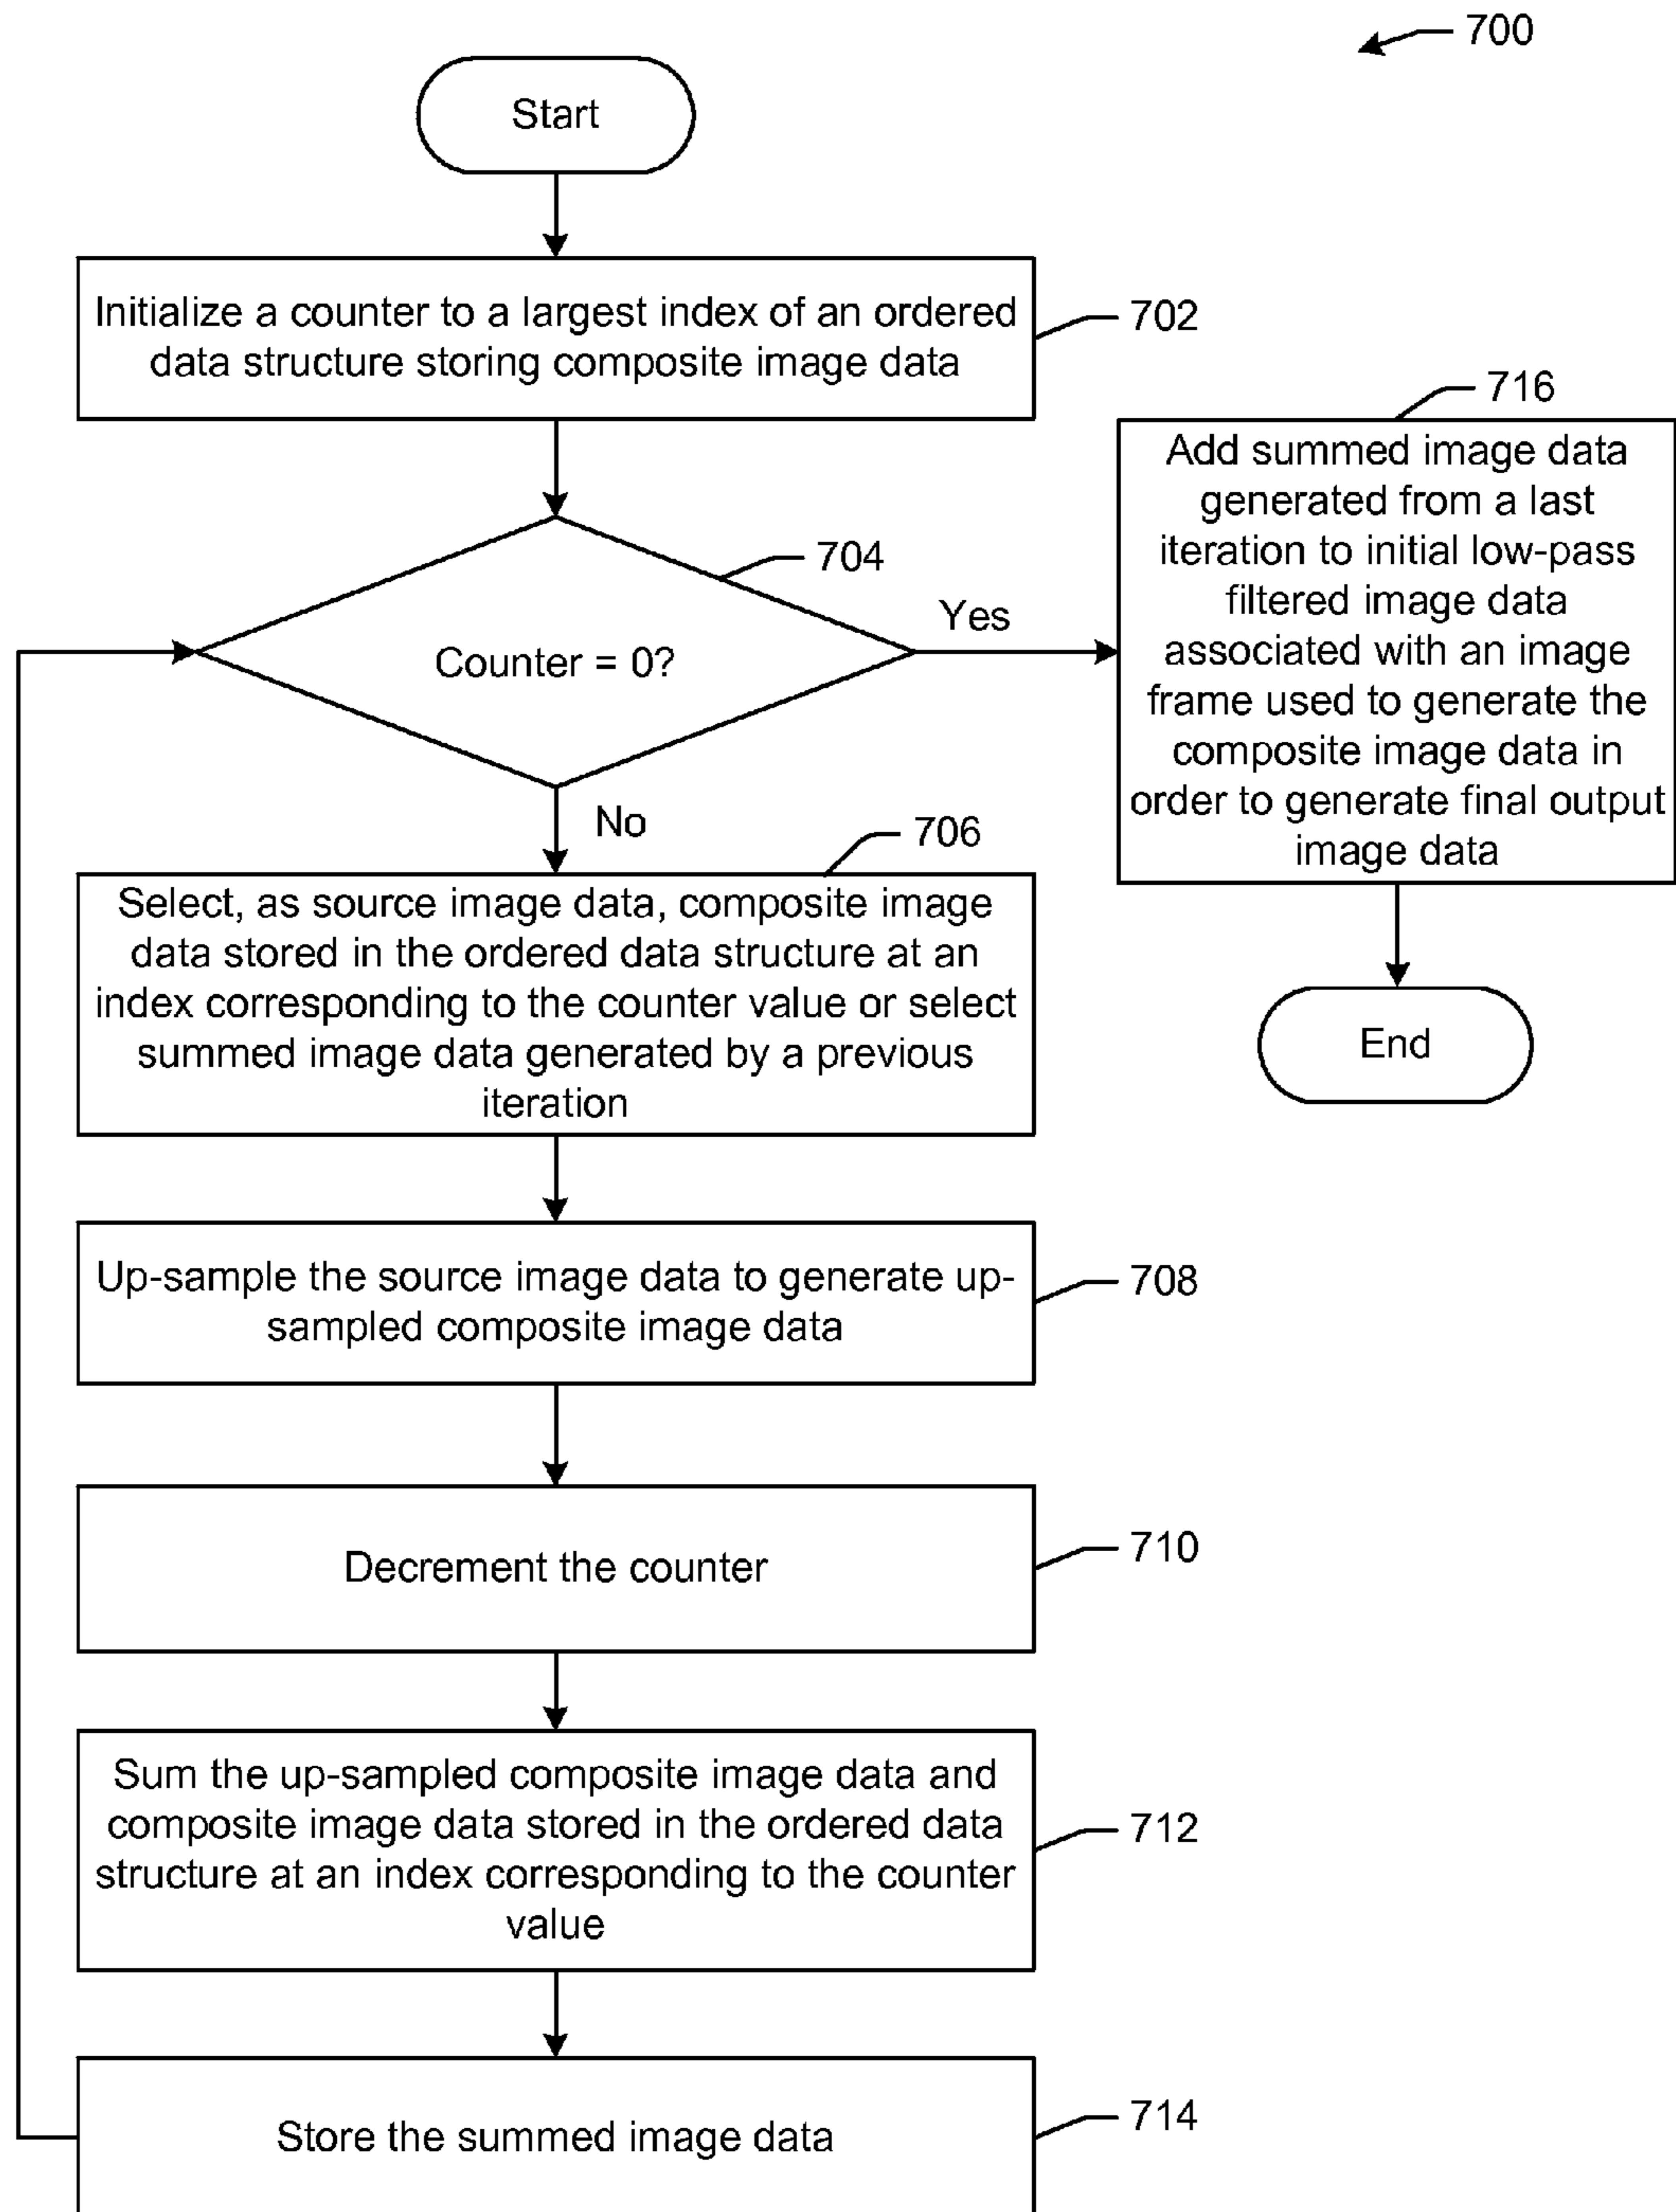 700
Start
Initialize a counter to a largest index of an ordered
data structure storing composite image data
702
716
Add summed image data
generated from a last
iteration to initial low-pass
filtered image data
associated with an image
frame used to generate the
composite image data in
order to generate final output
image data
704
Counter = 0?
Yes
No
706
Select, as source image data, composite image
data stored in the ordered data structure at an
index corresponding to the counter value or select
summed image data generated by a previous
iteration
End
Up-sample the source image data to generate up-
sampled composite image data
708
Decrement the counter
710
Sum the up-sampled composite image data and
composite image data stored in the ordered data
structure at an index corresponding to the counter
value
712
Store the summed image data
714